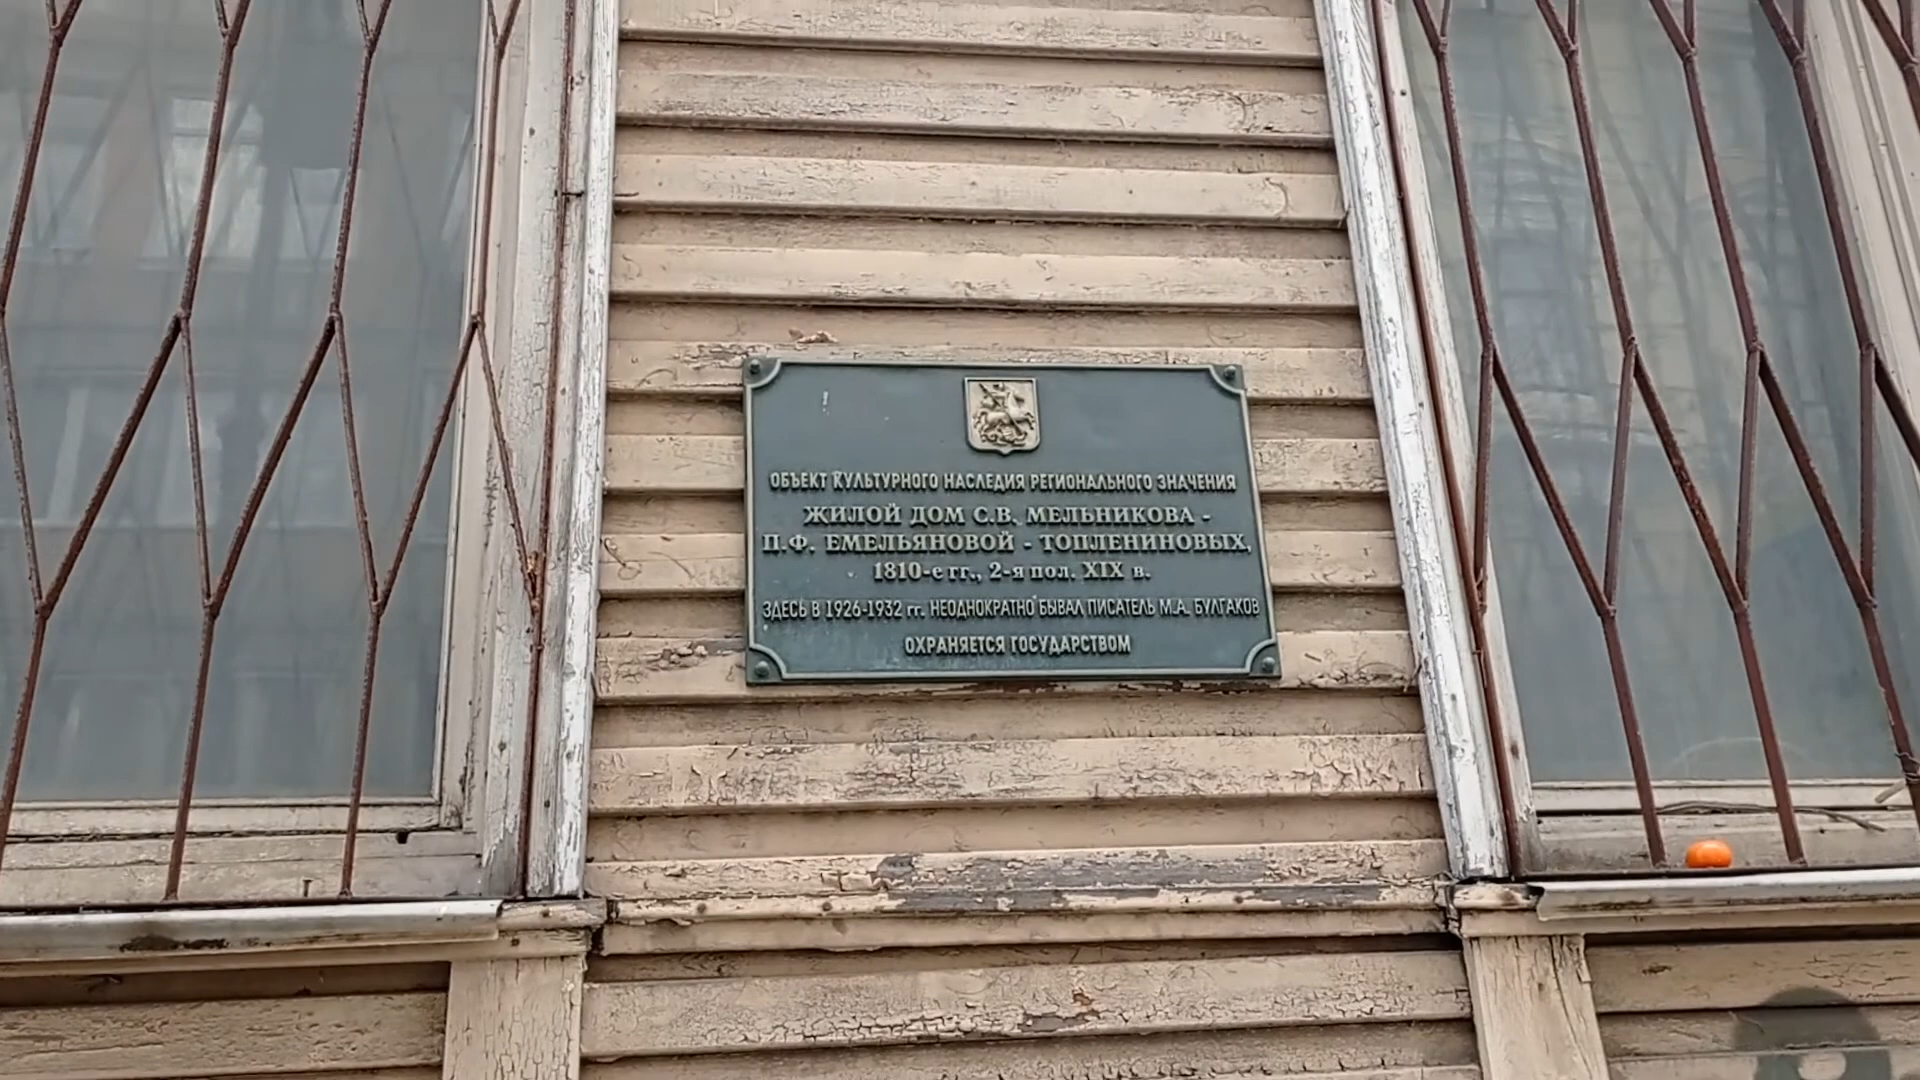 ОБЪЕКТ КУЛЬТУРНОГО НАСЛЕДИЯ РЕГИОНАЛЬНОГО ЗНАЧЕНИЯ
ЖИЛОЙ ДОМ С.В. МЕЛЬНИКОВА -
П.Ф. ЕМЕЛЬЯНОВОЙ - ТОПЛЕНИНОВЫХ,
1810-е гг., 2-я пол. XIX в.
ЗДЕСЬ В 1926-1932 гг. НЕОДНОКРАТНО БЫВАЛ ПИСАТЕЛЬ М.А. БУЛГАКОВ
ОХРАНЯЕТСЯ ГОСУДАРСТВОМ